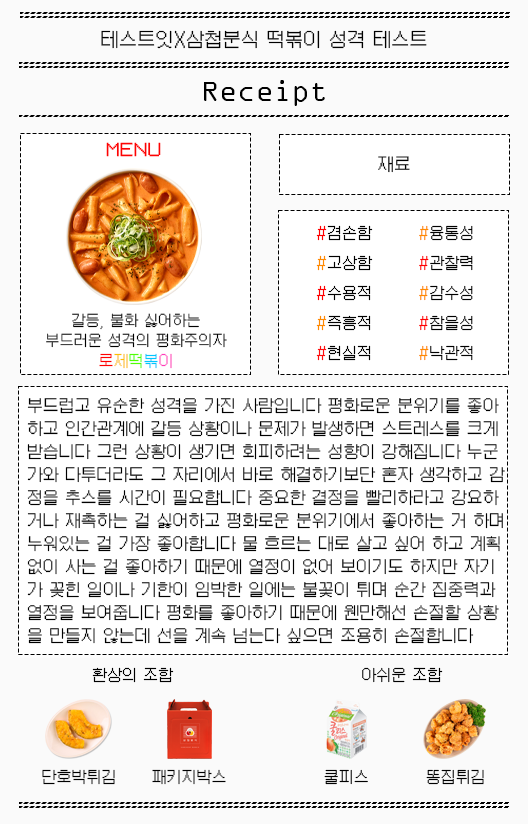 테스트잇X삼첩분식 떡볶이 성격 테스트
Receipt
MENU
갈등, 불화 싫어하는
부드러운 성격의 평화주의자
로제떡볶이
재료
#겸손함 #융통성
#고상함 #관찰력
#수용적 #감수성
#즉흥적 #참을성
#현실적 #낙관적
부드럽고 유순한 성격을 가진 사람입니다 평화로운 분위기를 좋아
하고 인간관계에 갈등 상황이나 문제가 발생하면 스트레스를 크게
받습니다 그런 상황이 생기면 회피하려는 성향이 강해집니다 누군
가와 다투더라도 그 자리에서 바로 해결하기보단 혼자 생각하고 감
정을 추스를 시간이 필요합니다 중요한 결정을 빨리하라고 강요하
거나 재촉하는 걸 싫어하고 평화로운 분위기에서 좋아하는 거 하며
누워있는 걸 가장 좋아합니다 물 흐르는 대로 살고 싶어 하고 계획
없이 사는 걸 좋아하기 때문에 열정이 없어 보이기도 하지만 자기
가 꽂힌 일이나 기한이 임박한 일에는 불꽃이 튀며 순간 집중력과
열정을 보여줍니다 평화를 좋아하기 때문에 웬만해선 손절할 상황
을 만들지 않는데 선을 계속 넘는다 싶으면 조용히 손절합니다
환상의 조합 아쉬운 조합
쿨피스
단호박튀김 패키지박스 쿨피스 똥집튀김